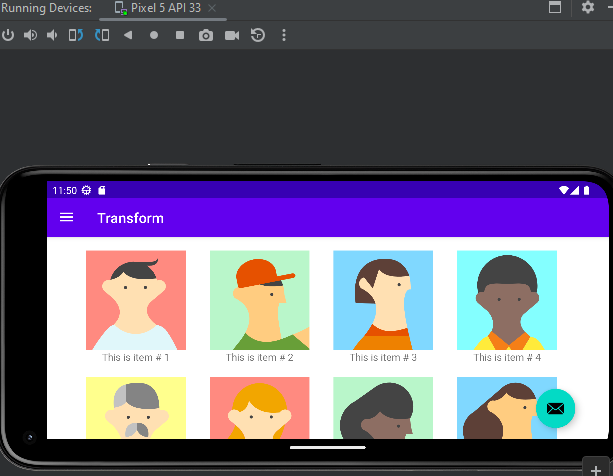 Running Devices: Pixel 5 API 33
11:50
Transform
This is item # 1
This is item # 2
This is item # 3
This is item # 4